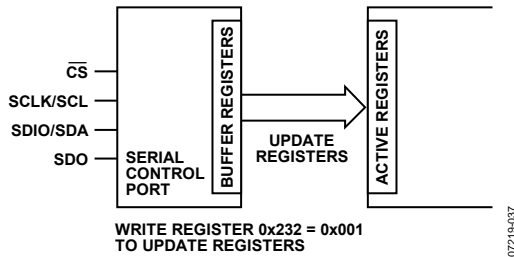 CS
SCLK/SCL
SDIO/SDA
SDO
SERIAL
CONTROL
PORT
BUFFER REGISTERS
UPDATE
REGISTERS
ACTIVE REGISTERS
WRITE REGISTER 0x232 = 0x001
TO UPDATE REGISTERS
07219-037